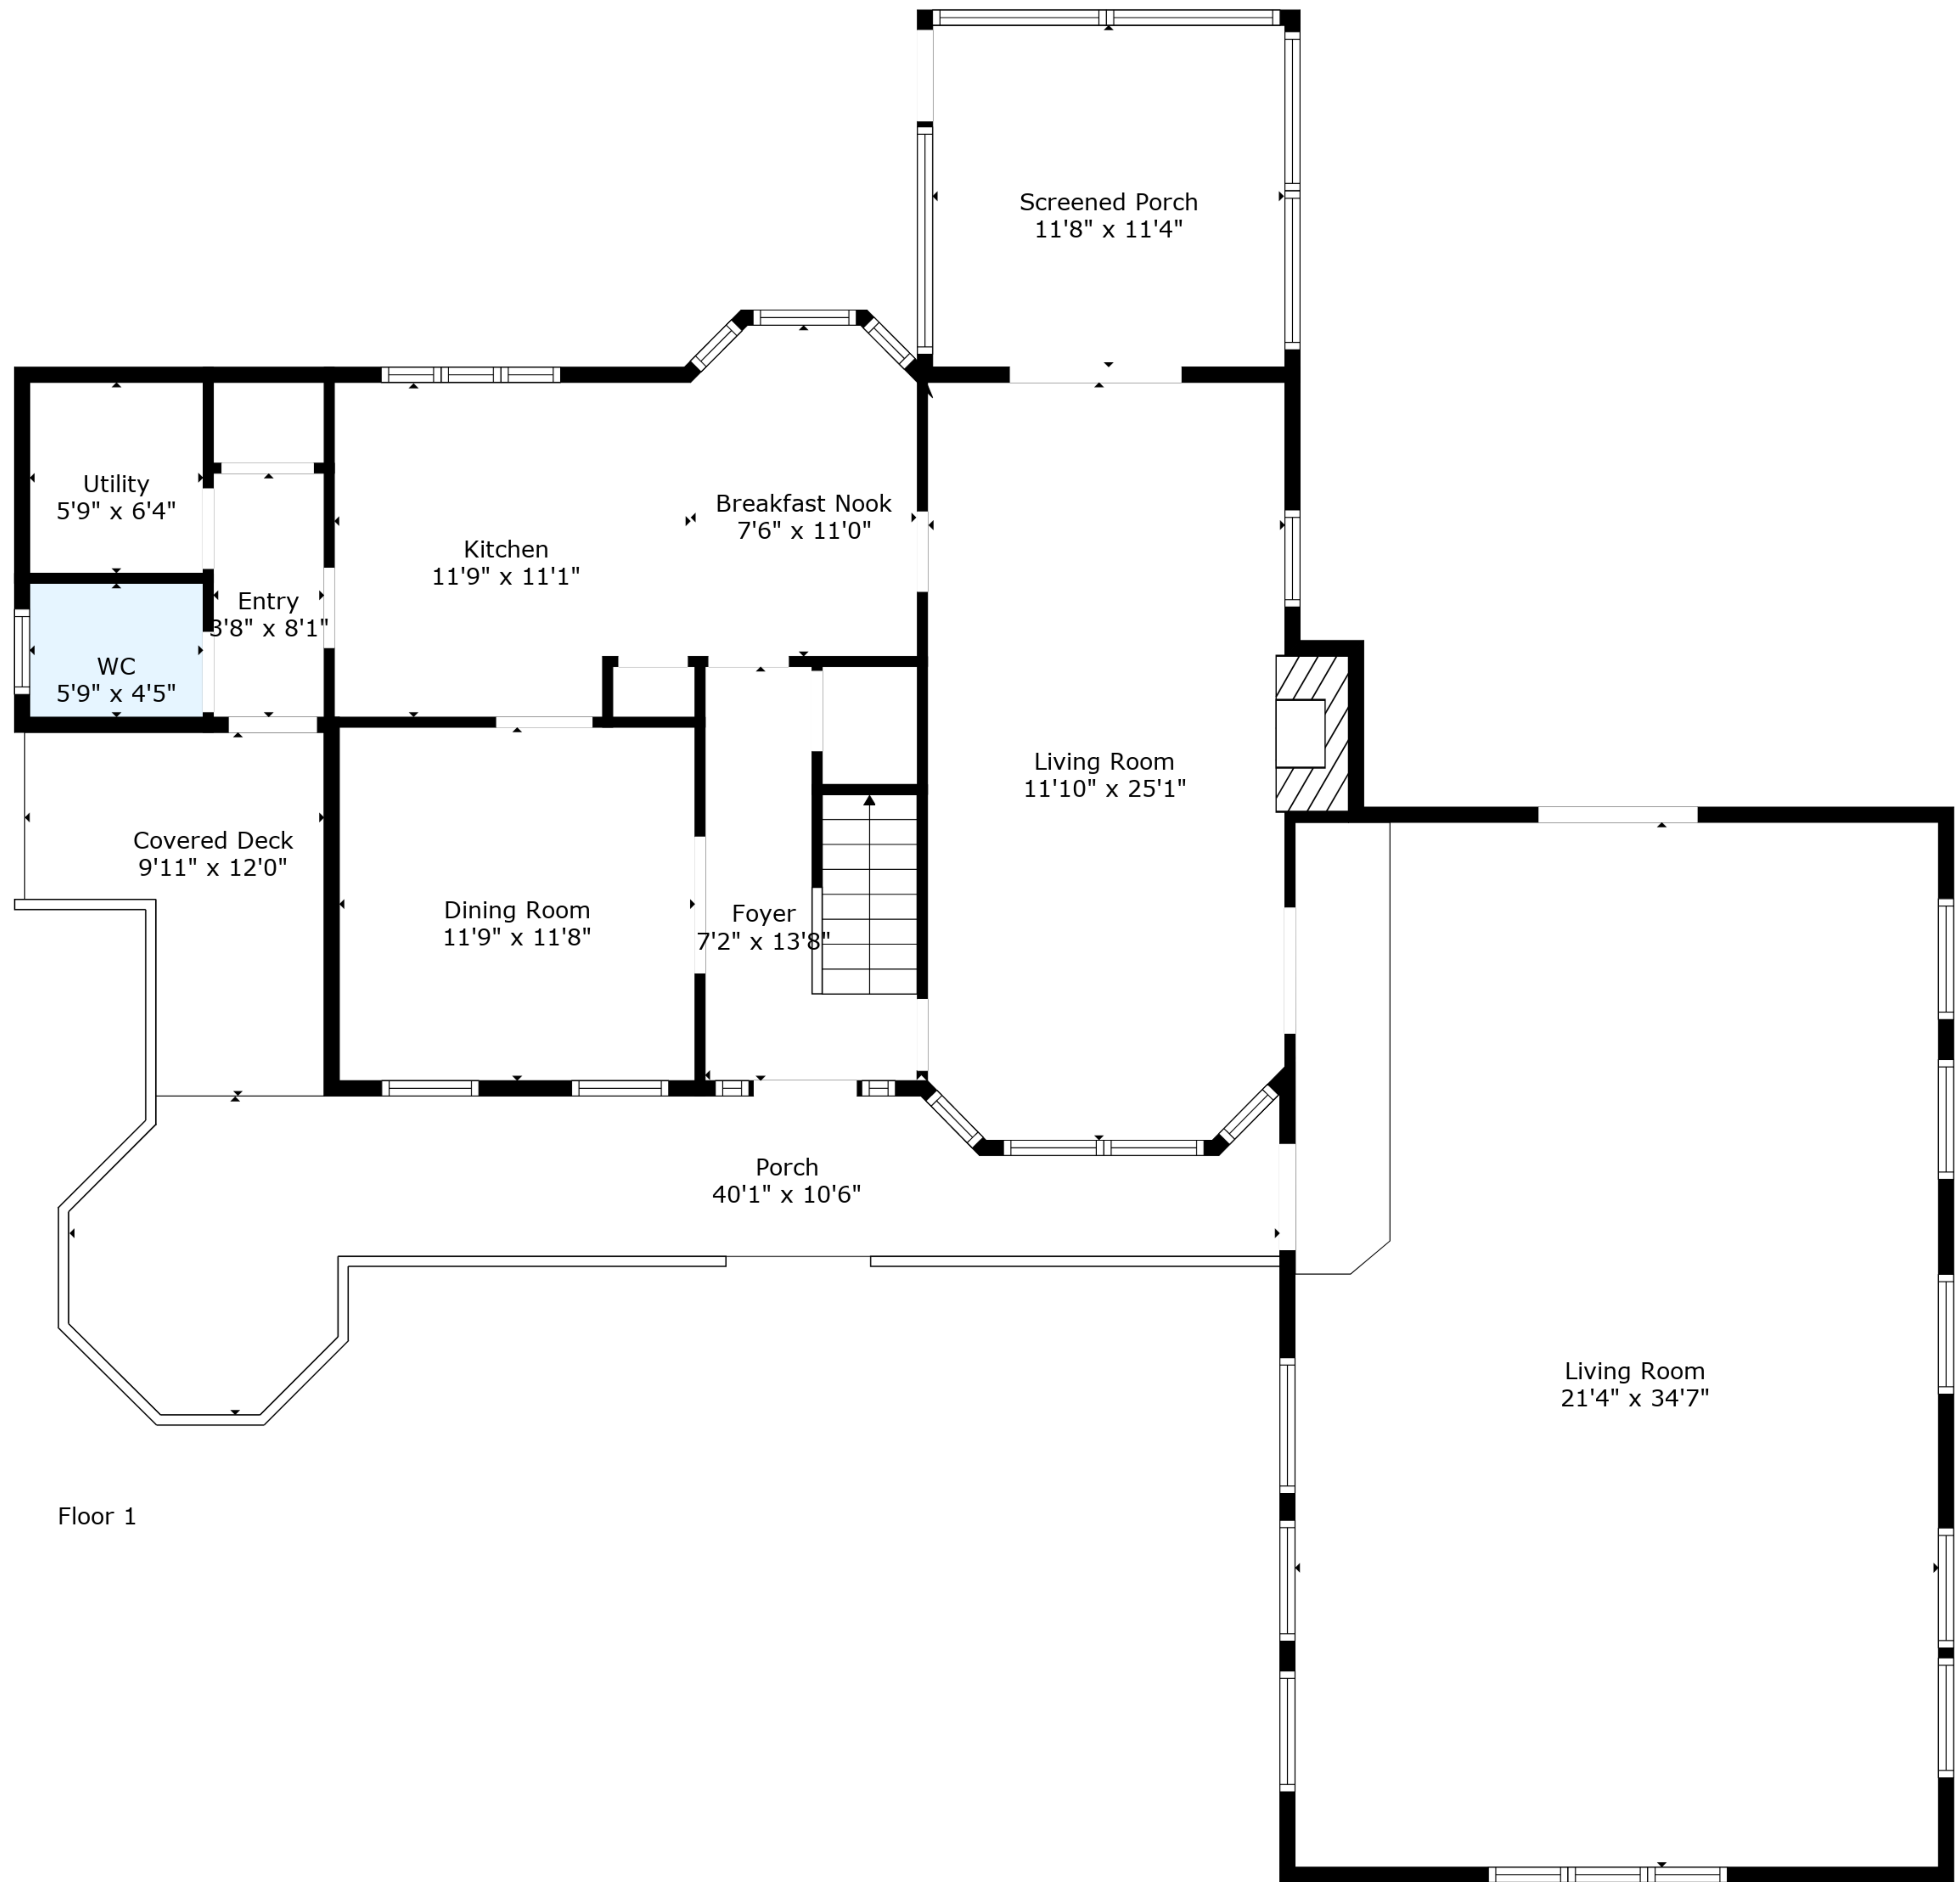 Screened Porch
11'8" x 11'4"
Utility
5'9" x 6'4"
Breakfast Nook
7'6" x 11'0"
Kitchen
11'9" x 11'1"
Entry
3'8" x 8'1"
WC
5'9" x 4'5"
Living Room
11'10" x 25'1"
Covered Deck
9'11" x 12'0"
Dining Room
11'9" x 11'8"
Foyer
7'2" x 13'8"
Porch
40'1" x 10'6"
Living Room
21'4" x 34'7"
Floor 1